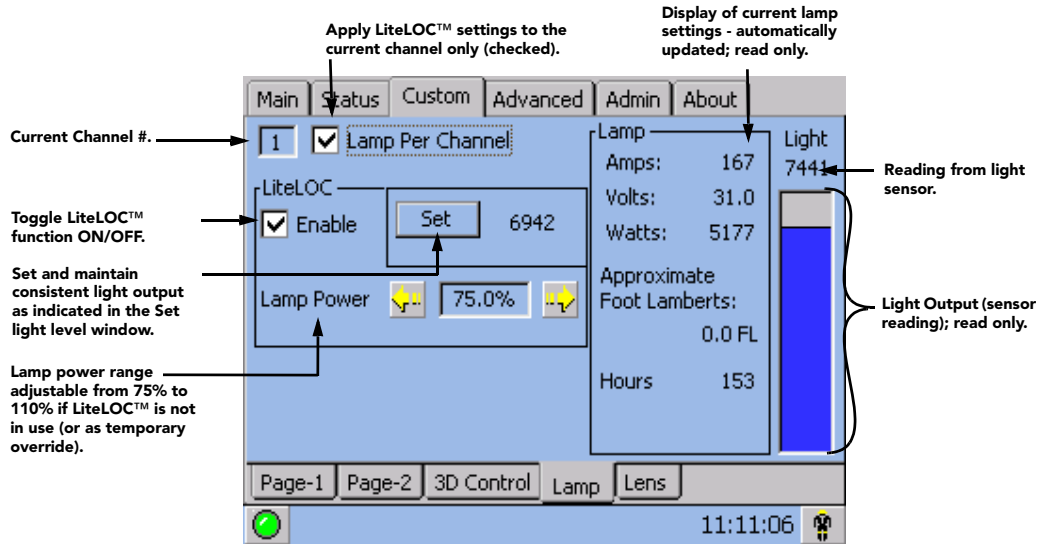 Apply LiteLOC™ settings to the
current channel only (checked).
Display of current lamp
settings - automatically
updated; read only.
Main Status Custom Advanced Admin About
Current Channel #.
1 Lamp Per Channel
Lamp
Amps: 167
Volts: 31.0
Watts: 5177
Approximate
Foot Lamberts:
0.0 FL
Hours 153
Light
7441
Reading from light
sensor.
LiteLOC
Enable
Set 6942
Toggle LiteLOC™
function ON/OFF.
Set and maintain
consistent light output
as indicated in the Set
light level window.
Lamp Power 75.0%
Light Output (sensor
reading); read only.
Lamp power range
adjustable from 75% to
110% if LiteLOC™ is not
in use (or as temporary
override).
Page-1 Page-2 3D Control Lamp Lens
11:11:06